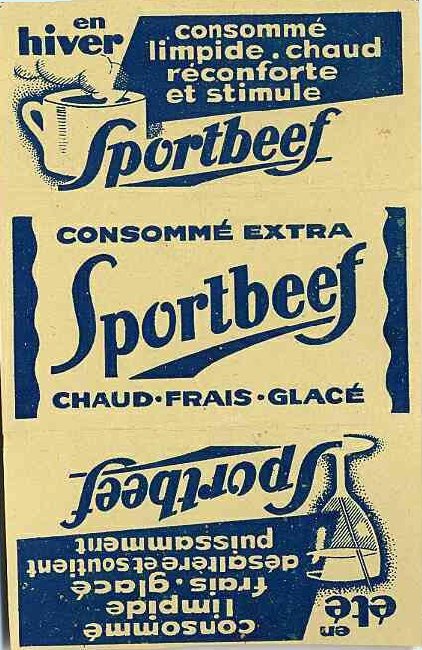 en
hiver
consommé
limpide. chaud
réconforte
et stimule
Sportbeef
CONSOMMÉ EXTRA
Sportbeef
CHAUD·FRAIS·GLACÉ
en
été
consommé
limpide
frais. glacé
désaltère et soutient
puissamment
Sportbeef